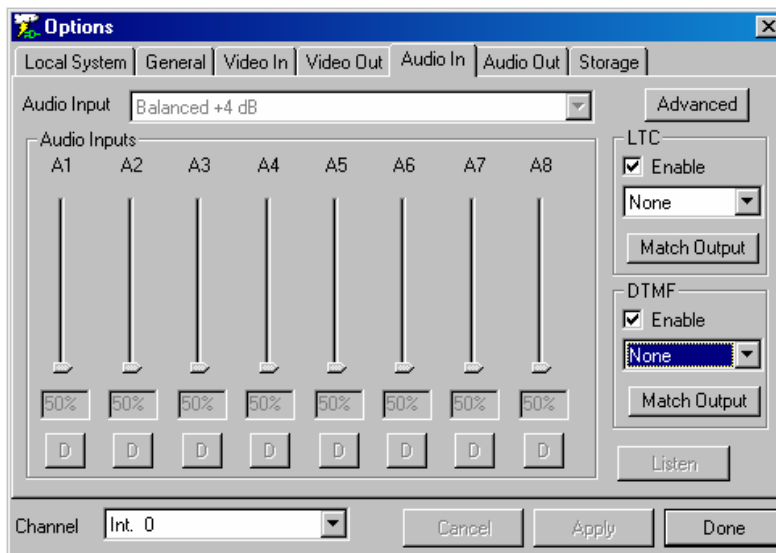 Options
Local System General Video In Video Out Audio In Audio Out Storage
Audio Input Balanced +4 dB Advanced
Audio Inputs
A1 A2 A3 A4 A5 A6 A7 A8
50% 50% 50% 50% 50% 50% 50% 50%
D D D D D D D D
LTC
Enable
None
Match Output
DTMF
Enable
None
Match Output
Listen
Channel Int. 0 Cancel Apply Done